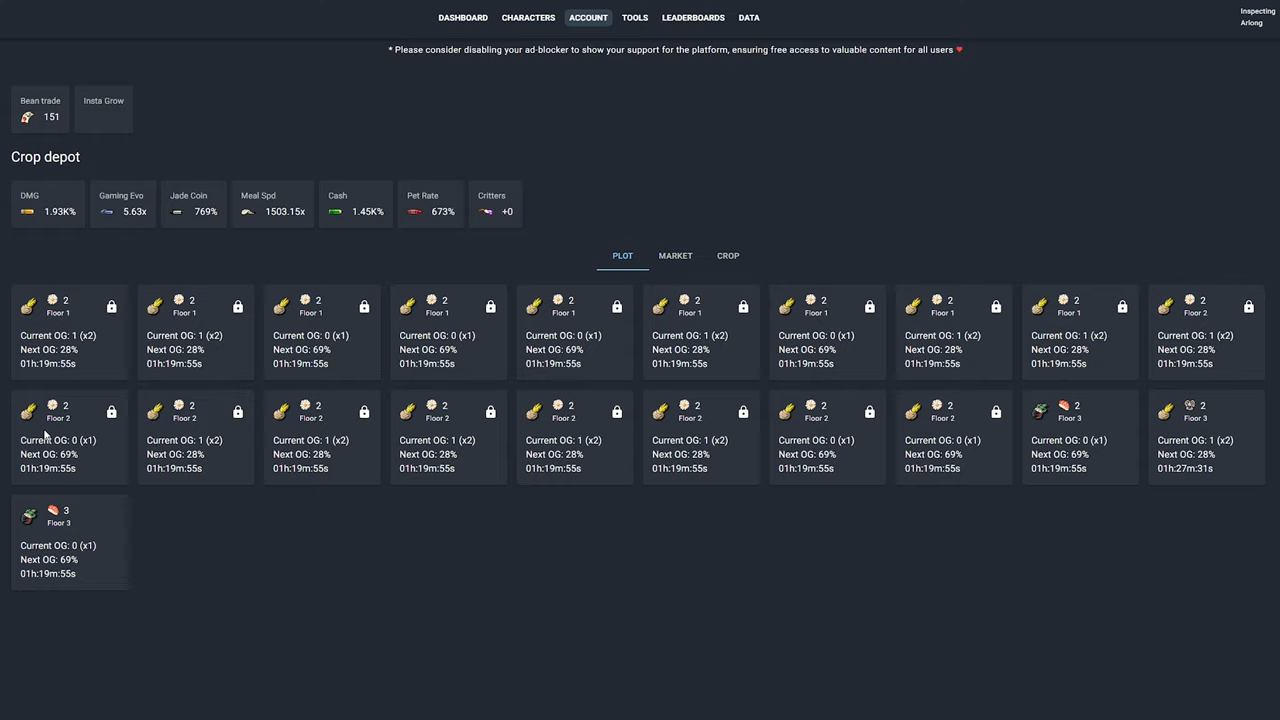 DASHBOARD CHARACTERS ACCOUNT TOOLS LEADERBOARDS DATA
Inspecting
Arlong
* Please consider disabling your ad-blocker to show your support for the platform, ensuring free access to valuable content for all users
Bean trade Insta Grow
151
Crop depot
DMG Gaming Evo Jade Coin Meal Spd Cash Pet Rate Critters
1.93K% 5.63x 769% 1503.15x 1.45K% 673% +0
PLOT MARKET CROP
2 2 2 2 2 2 2 2 2 2
Floor 1 Floor 1 Floor 1 Floor 1 Floor 1 Floor 1 Floor 1 Floor 1 Floor 1 Floor 2
Current OG: 1 (x2) Current OG: 1 (x2) Current OG: 0 (x1) Current OG: 0 (x1) Current OG: 0 (x1) Current OG: 1 (x2) Current OG: 0 (x1) Current OG: 1 (x2) Current OG: 1 (x2) Current OG: 1 (x2)
Next OG: 28% Next OG: 28% Next OG: 69% Next OG: 69% Next OG: 69% Next OG: 28% Next OG: 69% Next OG: 28% Next OG: 28% Next OG: 28%
01h:19m:55s 01h:19m:55s 01h:19m:55s 01h:19m:55s 01h:19m:55s 01h:19m:55s 01h:19m:55s 01h:19m:55s 01h:19m:55s 01h:19m:55s
2 2 2 2 2 2 2 2 2 2
Floor 2 Floor 2 Floor 2 Floor 2 Floor 2 Floor 2 Floor 2 Floor 2 Floor 3 Floor 3
Current OG: 0 (x1) Current OG: 1 (x2) Current OG: 1 (x2) Current OG: 1 (x2) Current OG: 1 (x2) Current OG: 1 (x2) Current OG: 0 (x1) Current OG: 0 (x1) Current OG: 0 (x1) Current OG: 1 (x2)
Next OG: 69% Next OG: 28% Next OG: 28% Next OG: 28% Next OG: 28% Next OG: 28% Next OG: 69% Next OG: 69% Next OG: 69% Next OG: 28%
01h:19m:55s 01h:19m:55s 01h:19m:55s 01h:19m:55s 01h:19m:55s 01h:19m:55s 01h:19m:55s 01h:19m:55s 01h:19m:55s 01h:27m:31s
3
Floor 3
Current OG: 0 (x1)
Next OG: 69%
01h:19m:55s